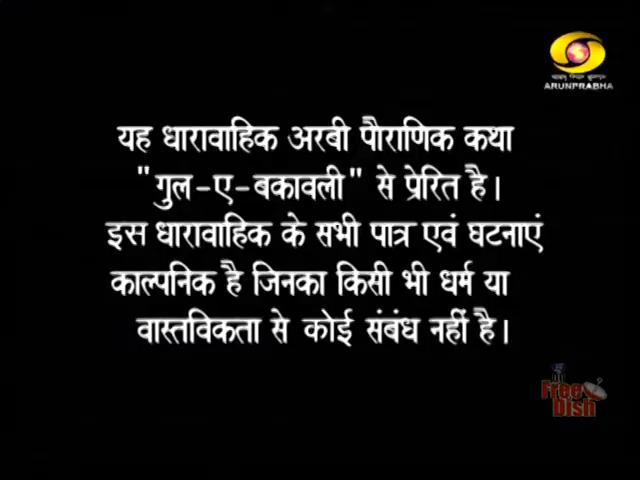 ARUNPRABHA
यह धारावाहिक अरबी पौराणिक कथा
"गुल-ए-बकावली" से प्रेरित है।
इस धारावाहिक के सभी पात्र एवं घटनाएं
काल्पनिक है जिनका किसी भी धर्म या
वास्तविकता से कोई संबंध नहीं है।
Free
Dish